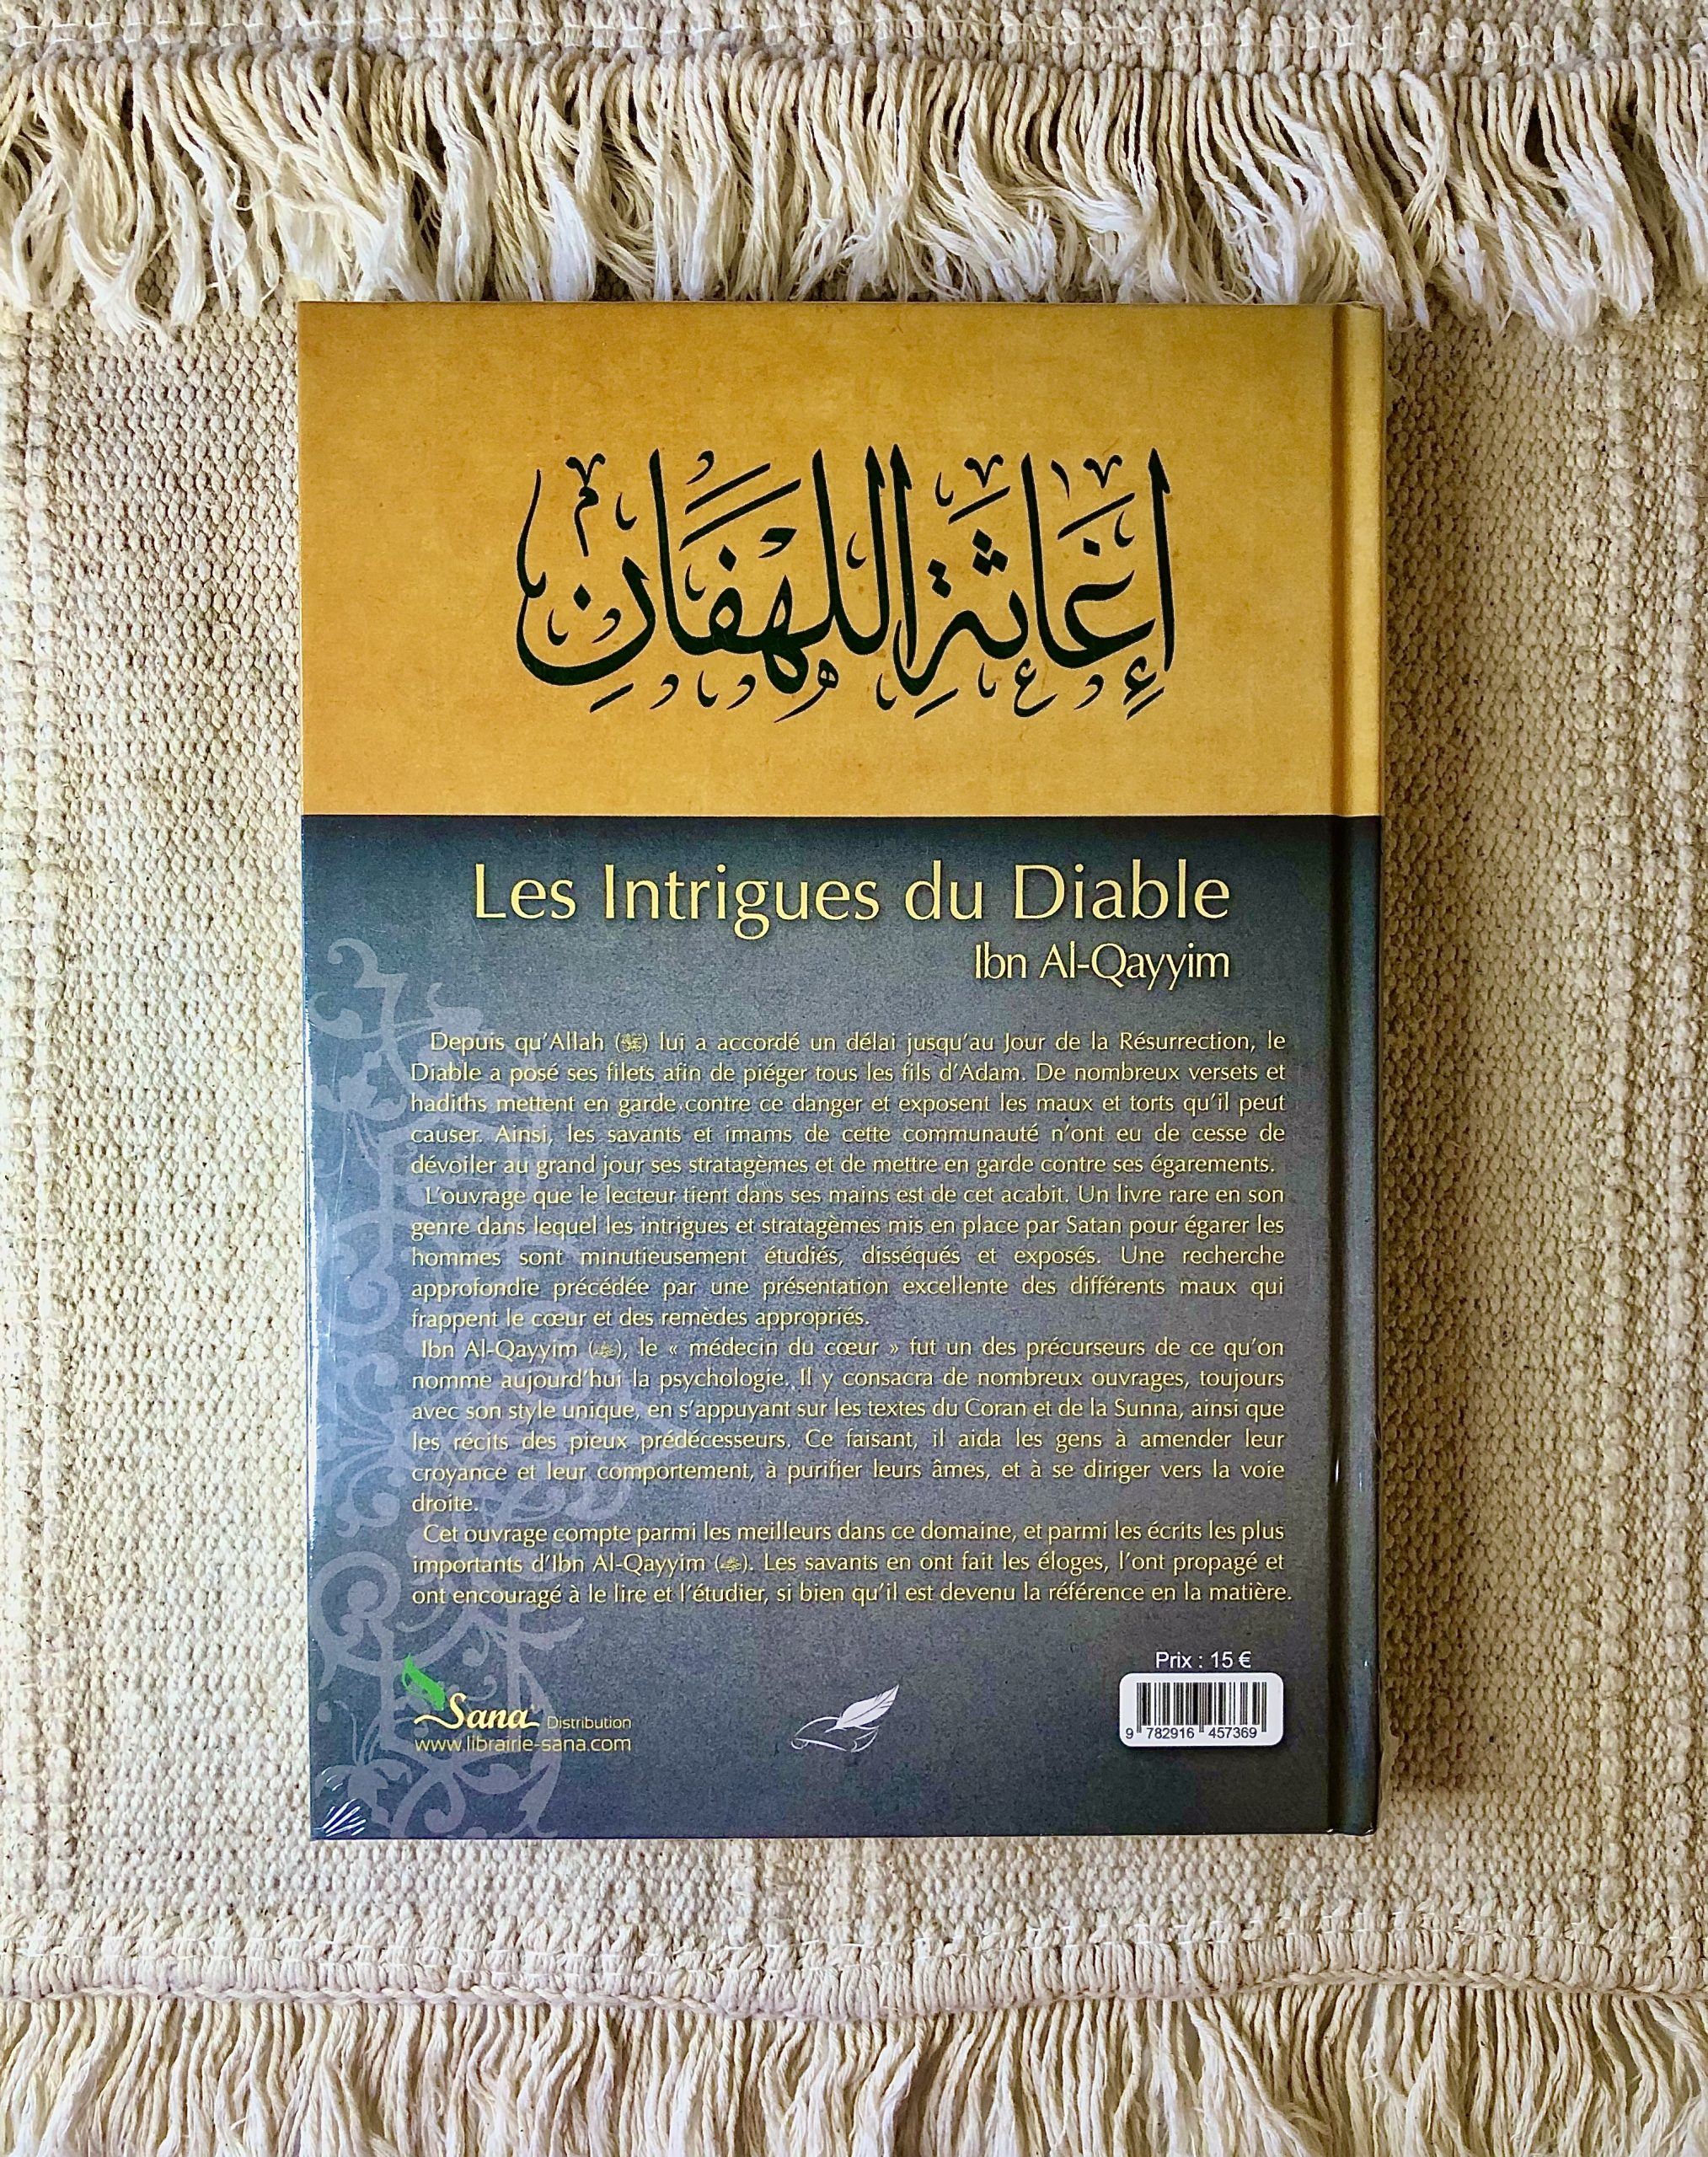 إِغَاثَةُ اللَّهْفَانِ
Les Intrigues du Diable
Ibn Al-Qayyim
Depuis qu'Allah (ﷻ) lui a accordé un délai jusqu'au Jour de la Résurrection, le
Diable a posé ses filets afin de piéger tous les fils d'Adam. De nombreux versets et
hadiths mettent en garde contre ce danger et exposent les maux et torts qu'il peut
causer. Ainsi, les savants et imams de cette communauté n'ont eu de cesse de
dévoiler au grand jour ses stratagèmes et de mettre en garde contre ses égarements.
L'ouvrage que le lecteur tient dans ses mains est de cet acabit. Un livre rare en son
genre dans lequel les intrigues et stratagèmes mis en place par Satan pour égarer les
hommes sont minutieusement étudiés, disséqués et exposés. Une recherche
approfondie précédée par une présentation excellente des différents maux qui
frappent le cœur et des remèdes appropriés.
Ibn Al-Qayyim (), le « médecin du cœur » fut un des précurseurs de ce qu'on
nomme aujourd'hui la psychologie. Il y consacra de nombreux ouvrages, toujours
avec son style unique, en s'appuyant sur les textes du Coran et de la Sunna, ainsi que
les récits des pieux prédécesseurs. Ce faisant, il aida les gens à amender leur
croyance et leur comportement, à purifier leurs âmes, et à se diriger vers la voie
droite.
Cet ouvrage compte parmi les meilleurs dans ce domaine, et parmi les écrits les plus
importants d'Ibn Al-Qayyim (). Les savants en ont fait les éloges, l'ont propagé et
ont encouragé à le lire et l'étudier, si bien qu'il est devenu la référence en la matière.
Prix : 15 €
9 782916 457369
Sana Distribution
www.librairie-sana.com